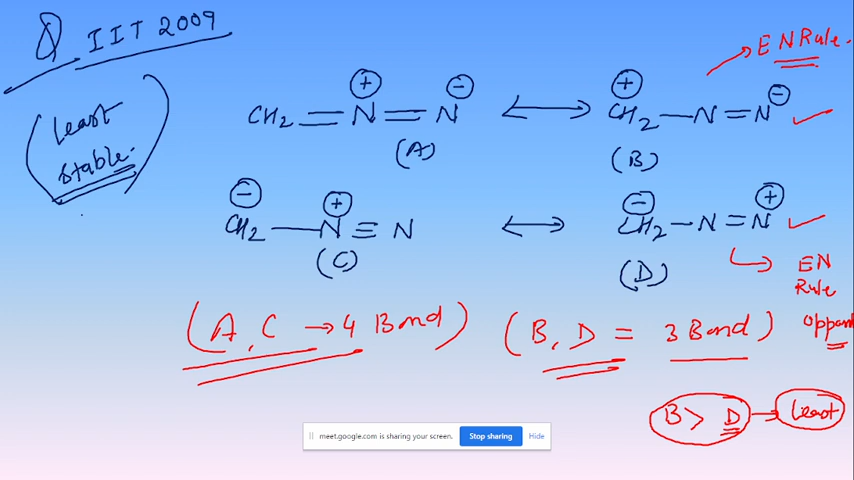 Q IIT 2009
EN Rule.
(Least
stable.)
CH2 = N⊕ = N⊖ ⟷ ⊕CH2 — N = N⊖ ✓
(A) (B)
⊖CH2 — N⊕ ≡ N ⟷ ⊖CH2 — N = N⊕ ✓
(C) (D)
EN
Rule
(A, C → 4 Bond) (B, D = 3 Bond)
B > D → Least
meet.google.com is sharing your screen. Stop sharing Hide